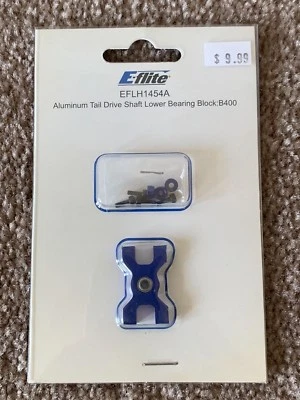 $ 9.99
E-flite
EFLH1454A
Aluminum Tail Drive Shaft Lower Bearing Block:B400